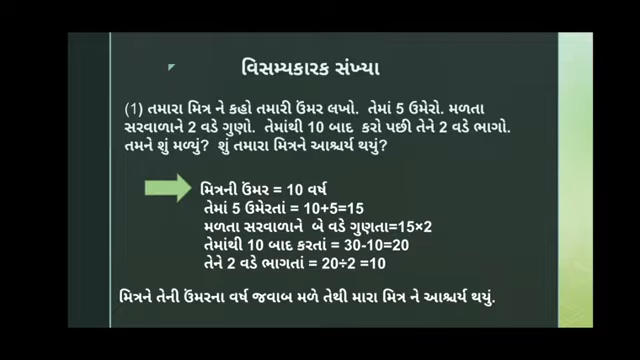 વિસમ્યકારક સંખ્યા
(1) તમારા મિત્ર ને કહો તમારી ઉંમર લખો. તેમાં 5 ઉમેરો. મળતા
સરવાળાને 2 વડે ગુણો. તેમાંથી 10 બાદ કરો પછી તેને 2 વડે ભાગો.
તમને શું મળ્યું? શું તમારા મિત્રને આશ્ચર્ય થયું?
મિત્રની ઉંમર = 10 વર્ષ
તેમાં 5 ઉમેરતાં = 10+5=15
મળતા સરવાળાને બે વડે ગુણતા=15×2
તેમાંથી 10 બાદ કરતાં = 30-10=20
તેને 2 વડે ભાગતાં = 20÷2 =10
મિત્રને તેની ઉંમરના વર્ષ જવાબ મળે તેથી મારા મિત્ર ને આશ્ચર્ય થયું.